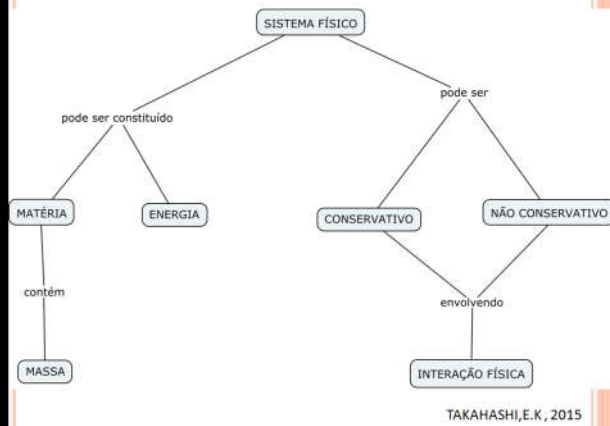 SISTEMA FÍSICO
pode ser constituído
pode ser
MATÉRIA
ENERGIA
CONSERVATIVO
NÃO CONSERVATIVO
contém
envolvendo
MASSA
INTERAÇÃO FÍSICA
TAKAHASHI,E.K, 2015